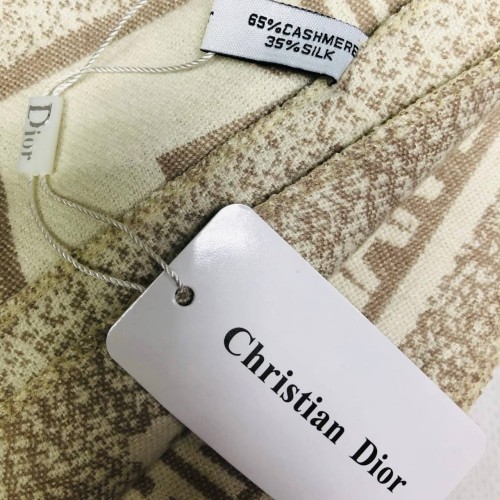 65%CASHMERE
35%SILK
Dior
Christian Dior